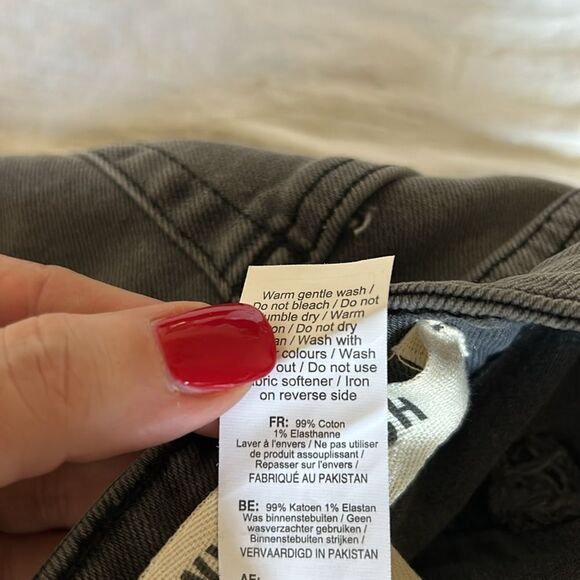 Warm gentle wash /
Do not bleach / Do not
tumble dry / Warm
/ Do not dry
/ Wash with
colours / Wash
out / Do not use
fabric softener / Iron
on reverse side
FR: 99% Coton
1% Elasthanne
Laver à l'envers / Ne pas utiliser
de produit assouplissant /
Repasser sur l'envers /
FABRIQUÉ AU PAKISTAN
BE: 99% Katoen 1% Elastan
Was binnenstebuiten / Geen
wasverzachter gebruiken /
Binnenstebuiten strijken /
VERVAARDIGD IN PAKISTAN